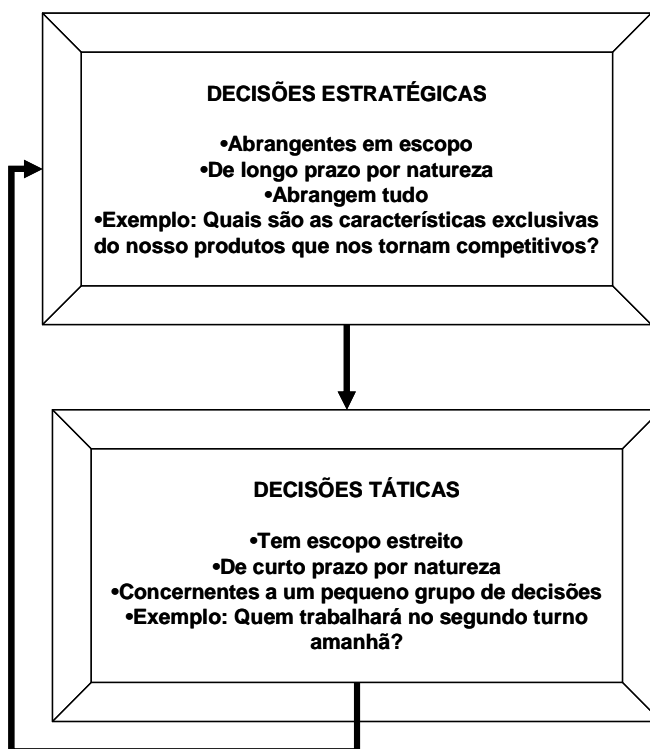 DECISÕES ESTRATÉGICAS
•Abrangentes em escopo
•De longo prazo por natureza
•Abrangem tudo
•Exemplo: Quais são as características exclusivas
do nosso produtos que nos tornam competitivos?
DECISÕES TÁTICAS
•Tem escopo estreito
•De curto prazo por natureza
•Concernentes a um pequeno grupo de decisões
•Exemplo: Quem trabalhará no segundo turno
amanhã?